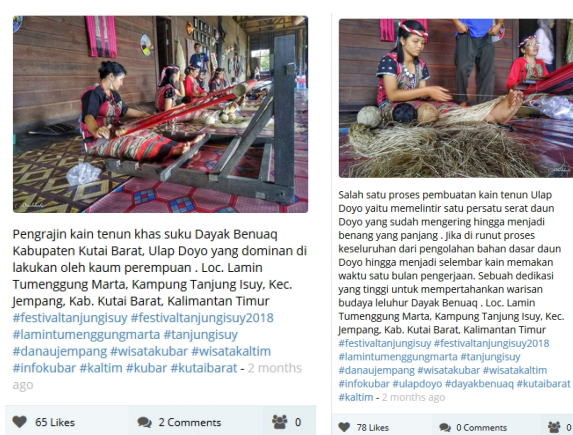 Pengrajin kain tenun khas suku Dayak Benuaq
Kabupaten Kutai Barat, Ulap Doyo yang dominan di
lakukan oleh kaum perempuan . Loc. Lamin
Tumenggung Marta, Kampung Tanjung Isuy, Kec.
Jempang, Kab. Kutai Barat, Kalimantan Timur
#festivaltanjungisuy #festivaltanjungisuy2018
#lamintumenggungmarta #tanjungisuy
#danaujempang #wisatakubar #wisatakaltim
#infokubar #kaltim #kubar #kutaibarat - 2 months
ago
65 Likes
2 Comments
0
Salah satu proses pembuatan kain tenun Ulap
Doyo yaitu memelintir satu persatu serat daun
Doyo yang sudah mengering hingga menjadi
benang yang panjang . Jika di runut proses
keseluruhan dari pengolahan bahan dasar daun
Doyo hingga menjadi selembar kain memakan
waktu satu bulan pengerjaan. Sebuah dedikasi
yang tinggi untuk mempertahankan warisan
budaya leluhur Dayak Benuaq . Loc. Lamin
Tumenggung Marta, Kampung Tanjung Isuy, Kec.
Jempang, Kab. Kutai Barat, Kalimantan Timur
#festivaltanjungisuy #festivaltanjungisuy2018
#lamintumenggungmarta #tanjungisuy
#danaujempang #wisatakubar #wisatakaltim
#infokubar #ulapdoyo #dayakbenuaq #kutaibarat
#kaltim - 2 months ago
78 Likes
0 Comments
0